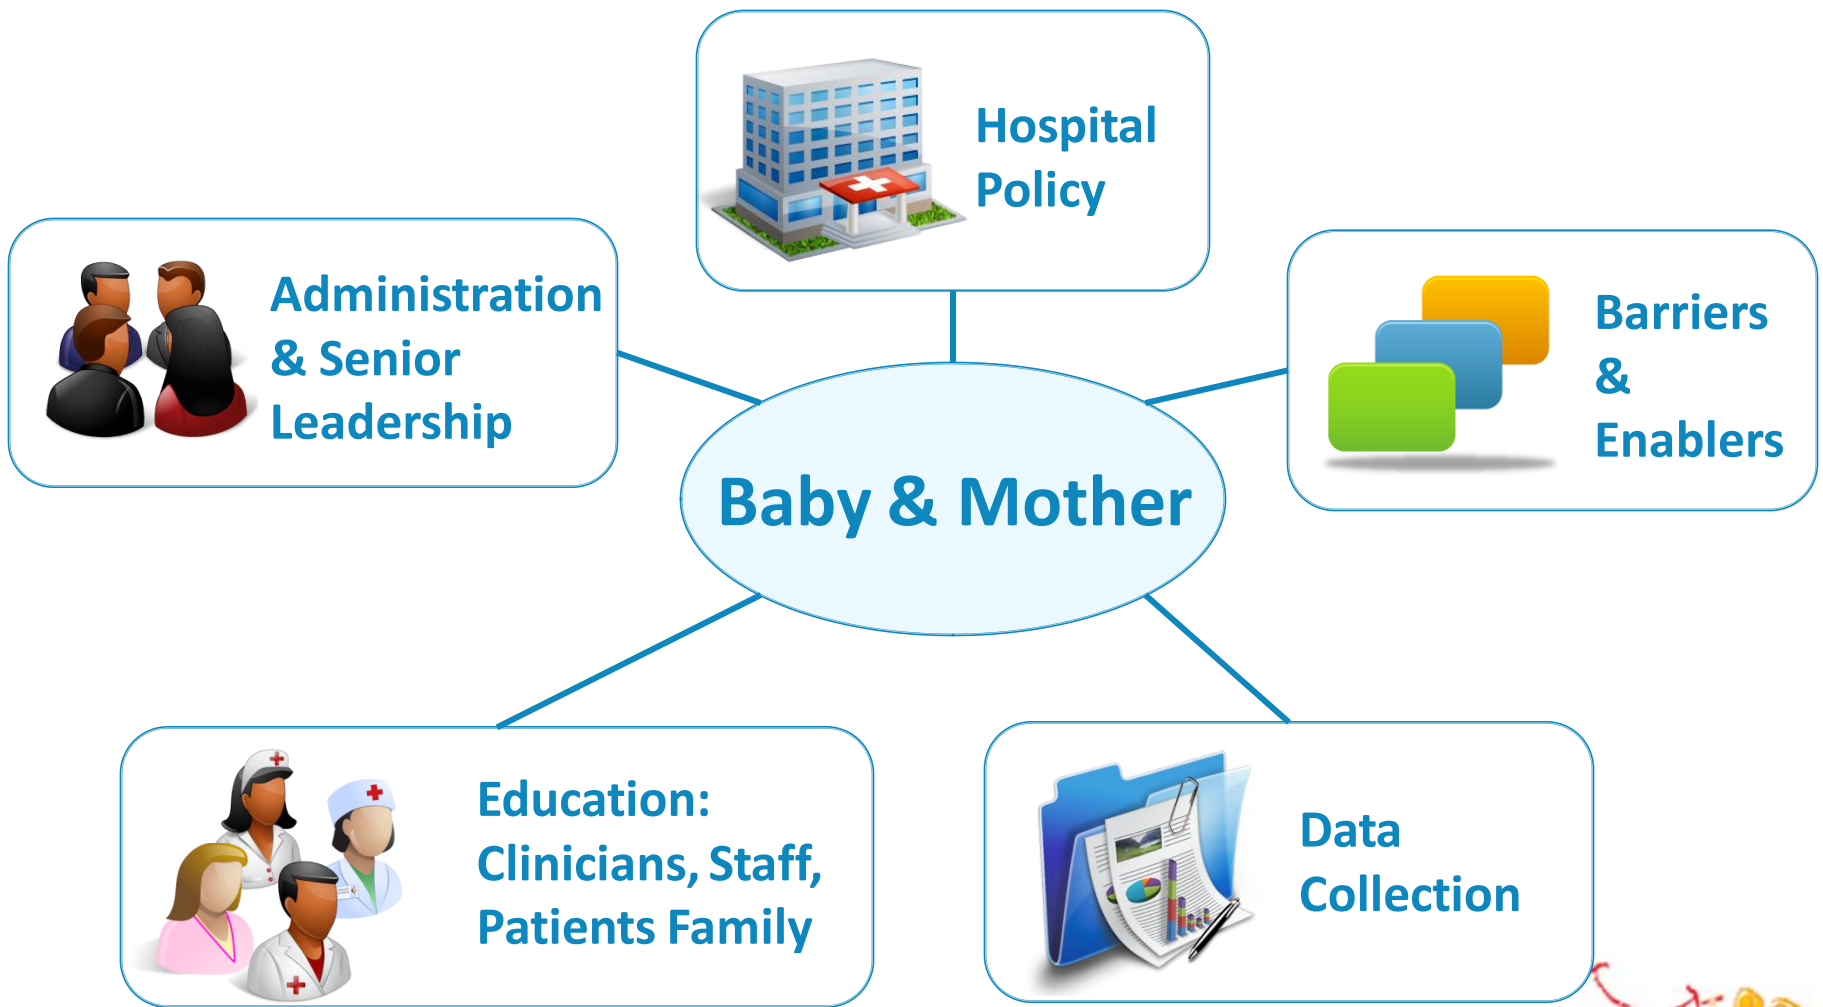 Hospital
Policy
Administration
& Senior
Leadership
Barriers
&
Enablers
Baby & Mother
Education:
Clinicians, Staff,
Patients Family
Data
Collection